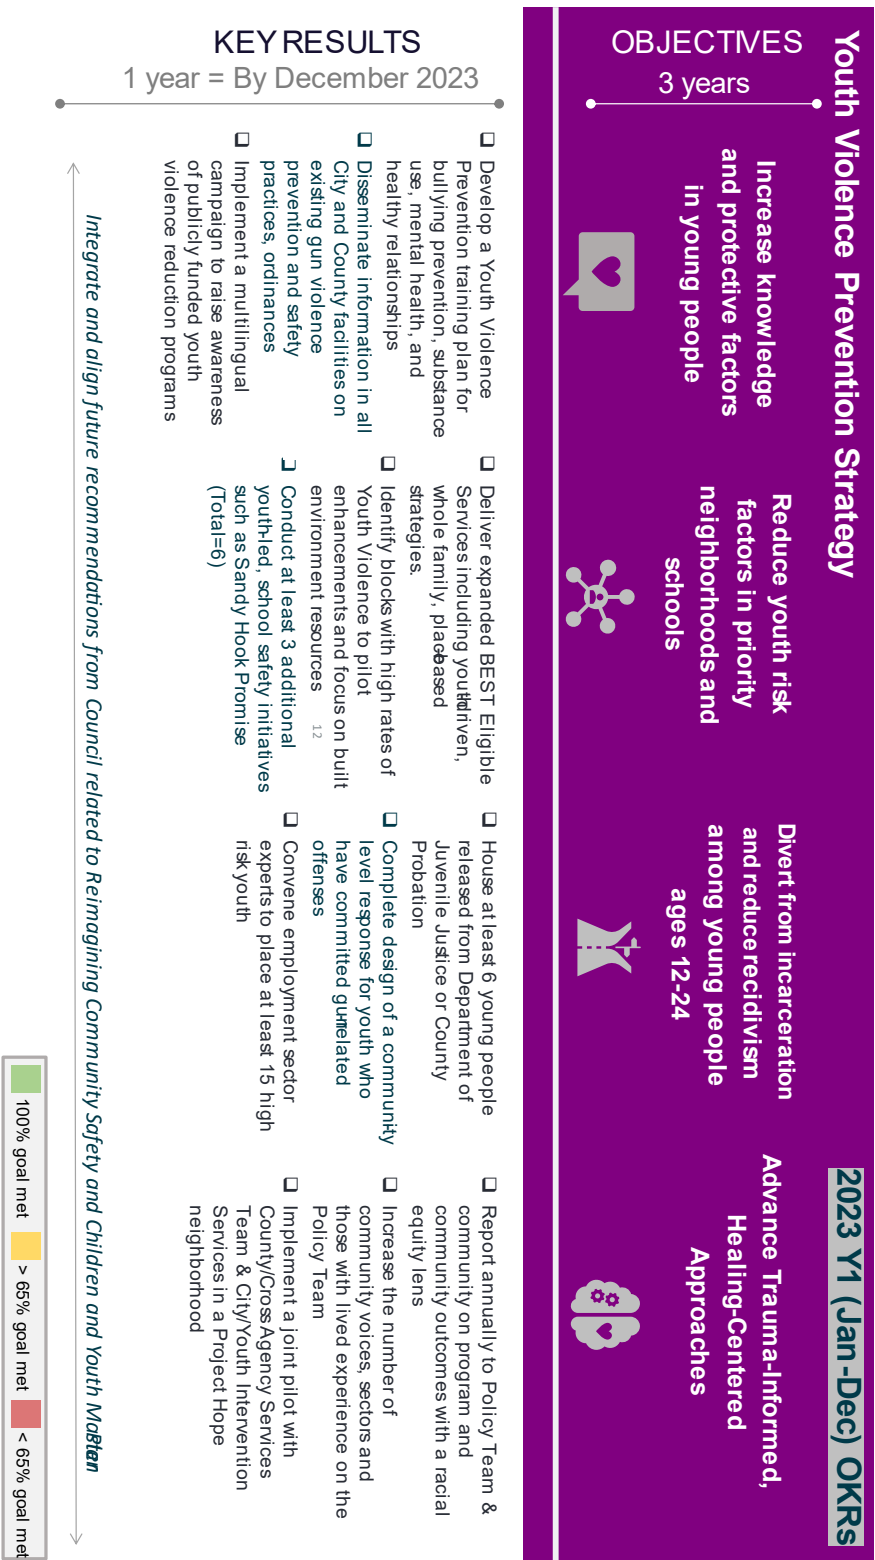 Youth Violence Prevention Strategy
2023 Y1 (Jan-Dec) OKRs
OBJECTIVES
3 years
Increase knowledge
and protective factors
in young people
Reduce youth risk
factors in priority
neighborhoods and
schools
Divert from incarceration
and reduce recidivism
among young people
ages 12-24
Advance Trauma-Informed,
Healing-Centered
Approaches
KEY RESULTS
1 year = By December 2023
❑ Develop a Youth Violence
Prevention training plan for
bullying prevention, substance
use, mental health, and
healthy relationships
❑ Disseminate information in all
City and County facilities on
existing gun violence
prevention and safety
practices, ordinances
❑ Implement a multilingual
campaign to raise awareness
of publicly funded youth
violence reduction programs
❑ Deliver expanded BEST Eligible
Services including youth-driven,
whole family, place-based
strategies.
❑ Identify blocks with high rates of
Youth Violence to pilot
enhancements and focus on built
environment resources
12
❑ Conduct at least 3 additional
youth-led, school safety initiatives
such as Sandy Hook Promise
(Total=6)
❑ House at least 6 young people
released from Department of
Juvenile Justice or County
Probation
❑ Complete design of a community
level response for youth who
have committed gun-related
offenses
❑ Convene employment sector
experts to place at least 15 high
risk youth
❑ Report annually to Policy Team &
community on program and
community outcomes with a racial
equity lens
❑ Increase the number of
community voices, sectors and
those with lived experience on the
Policy Team
❑ Implement a joint pilot with
County/Cross Agency Services
Team & City/Youth Intervention
Services in a Project Hope
neighborhood
Integrate and align future recommendations from Council related to Reimagining Community Safety and Children and Youth Master Plan
100% goal met
> 65% goal met
< 65% goal met